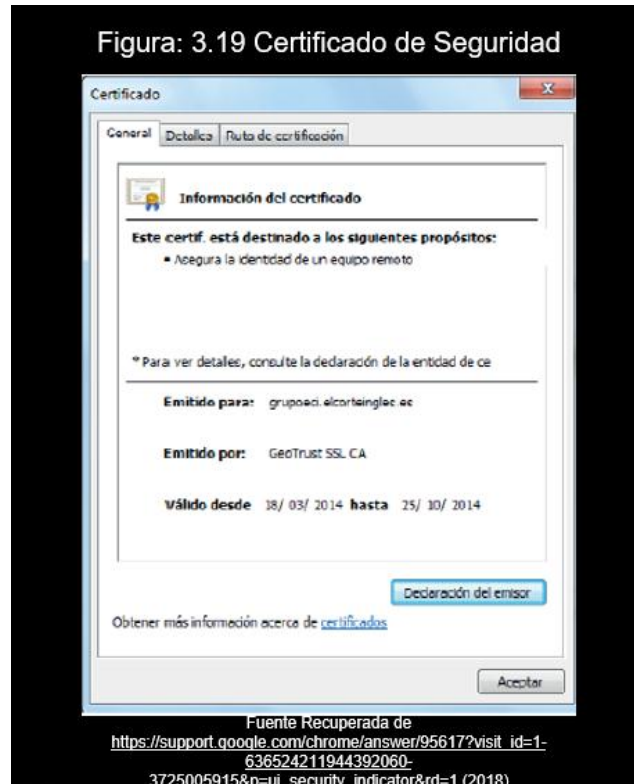 Figura: 3.19 Certificado de Seguridad
Certificado
General Detalles Ruta de certificación
Información del certificado
Este certif. está destinado a los siguientes propósitos:
• Asegura la identidad de un equipo remoto
* Para ver detalles, consulte la declaración de la entidad de ce
Emitido para: grupoeci.elcorteingles.es
Emitido por: GeoTrust SSL CA
Válido desde 18/ 03/ 2014 hasta 25/ 10/ 2014
Declaración del emisor
Obtener más información acerca de certificados
Aceptar
Fuente Recuperada de
https://support.google.com/chrome/answer/95617?visit_id=1-
636524211944392060-
3725005915&p=ui_security_indicator&rd=1 (2018)